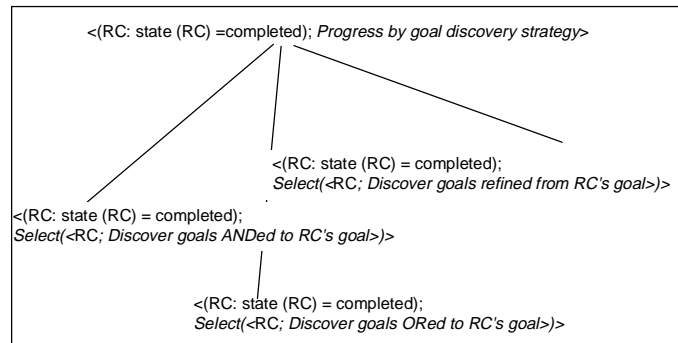 <(RC: state (RC) =completed); Progress by goal discovery strategy>
<(RC: state (RC) = completed);
Select(<RC; Discover goals refined from RC's goal>)>
<(RC: state (RC) = completed);
Select(<RC; Discover goals ANDed to RC's goal>)>
<(RC: state (RC) = completed);
Select(<RC; Discover goals ORed to RC's goal>)>